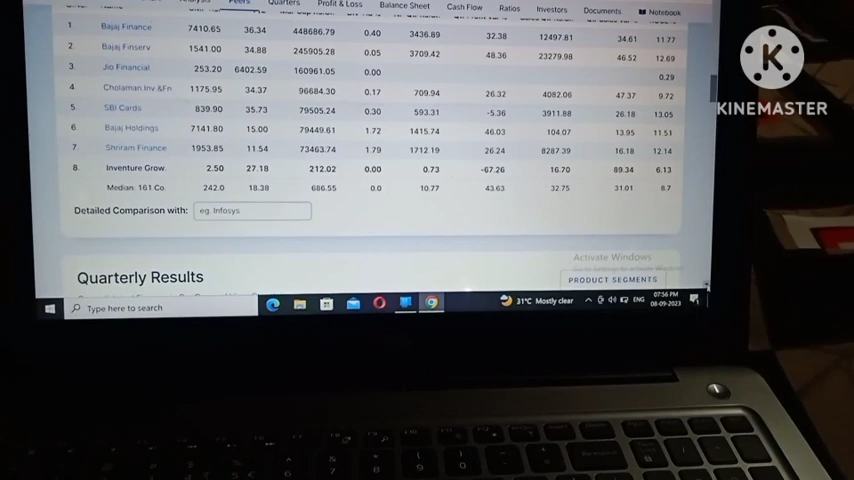 Peers
Quarters
Profit & Loss
Balance Sheet
Cash Flow
Ratios
Investors
Documents
Notebook
1 Bajaj Finance 7410.65 36.34 448686.79 0.40 3436.89 32.38 12497.81 34.61 11.77
2 Bajaj Finserv 1541.00 34.88 245905.28 0.05 3709.42 48.36 23279.98 46.52 12.69
3. Jio Financial 253.20 6402.59 160961.05 0.00 0.29
4 Cholaman.Inv.&Fn 1175.95 34.37 96684.30 0.17 709.94 26.32 4082.06 47.37 9.72
5. SBI Cards 839.90 35.73 79505.24 0.30 593.31 -5.36 3911.88 26.18 13.05
6. Bajaj Holdings 7141.80 15.00 79449.61 1.72 1415.74 46.03 104.07 13.95 11.51
7. Shriram Finance 1953.85 11.54 73463.74 1.79 1712.19 26.24 8287.39 16.18 12.14
8. Inventure Grow. 2.50 27.18 212.02 0.00 0.73 -67.26 16.70 89.34 6.13
Median: 161 Co. 242.0 18.38 686.55 0.0 10.77 43.63 32.75 31.01 8.7
Detailed Comparison with: eg. Infosys
Activate Windows
Quarterly Results
PRODUCT SEGMENTS
Type here to search
31°C Mostly clear
ENG
07:56 PM
08-09-2023
KINEMASTER